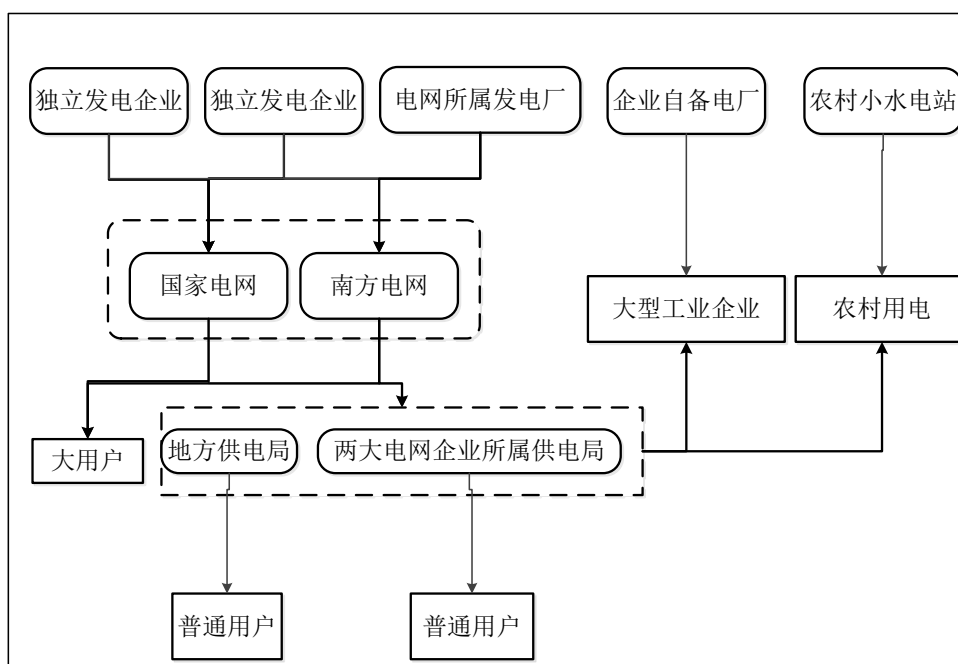 独立发电企业
独立发电企业
电网所属发电厂
企业自备电厂
农村小水电站
国家电网
南方电网
大型工业企业
农村用电
大用户
地方供电局
两大电网企业所属供电局
普通用户
普通用户